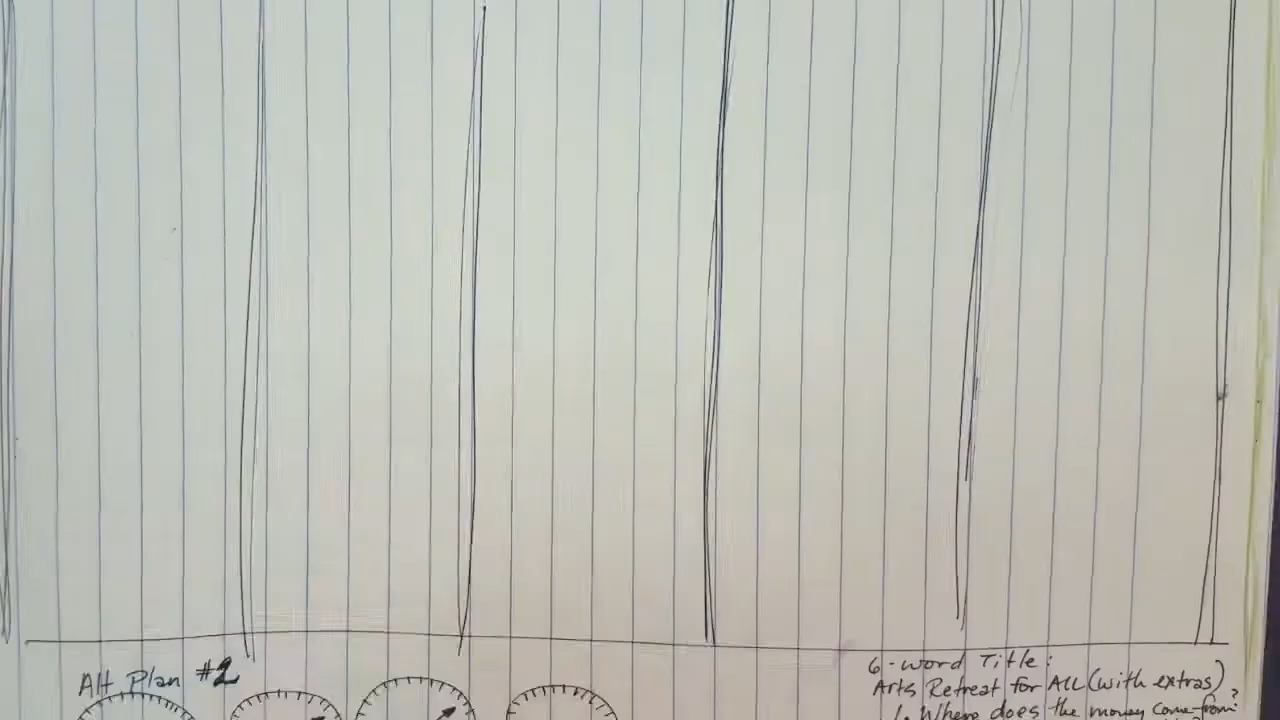 Alt Plan #2
6-word Title:
Arts Retreat for All (with extras)
1. Where does the money come from?